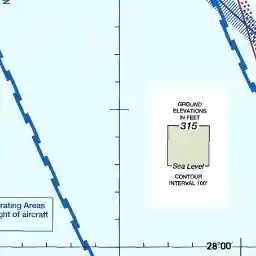 GROUND
ELEVATIONS
IN FEET
315
Sea Level
CONTOUR
INTERVAL 100'
rating Areas
ght of aircraft
28°00'